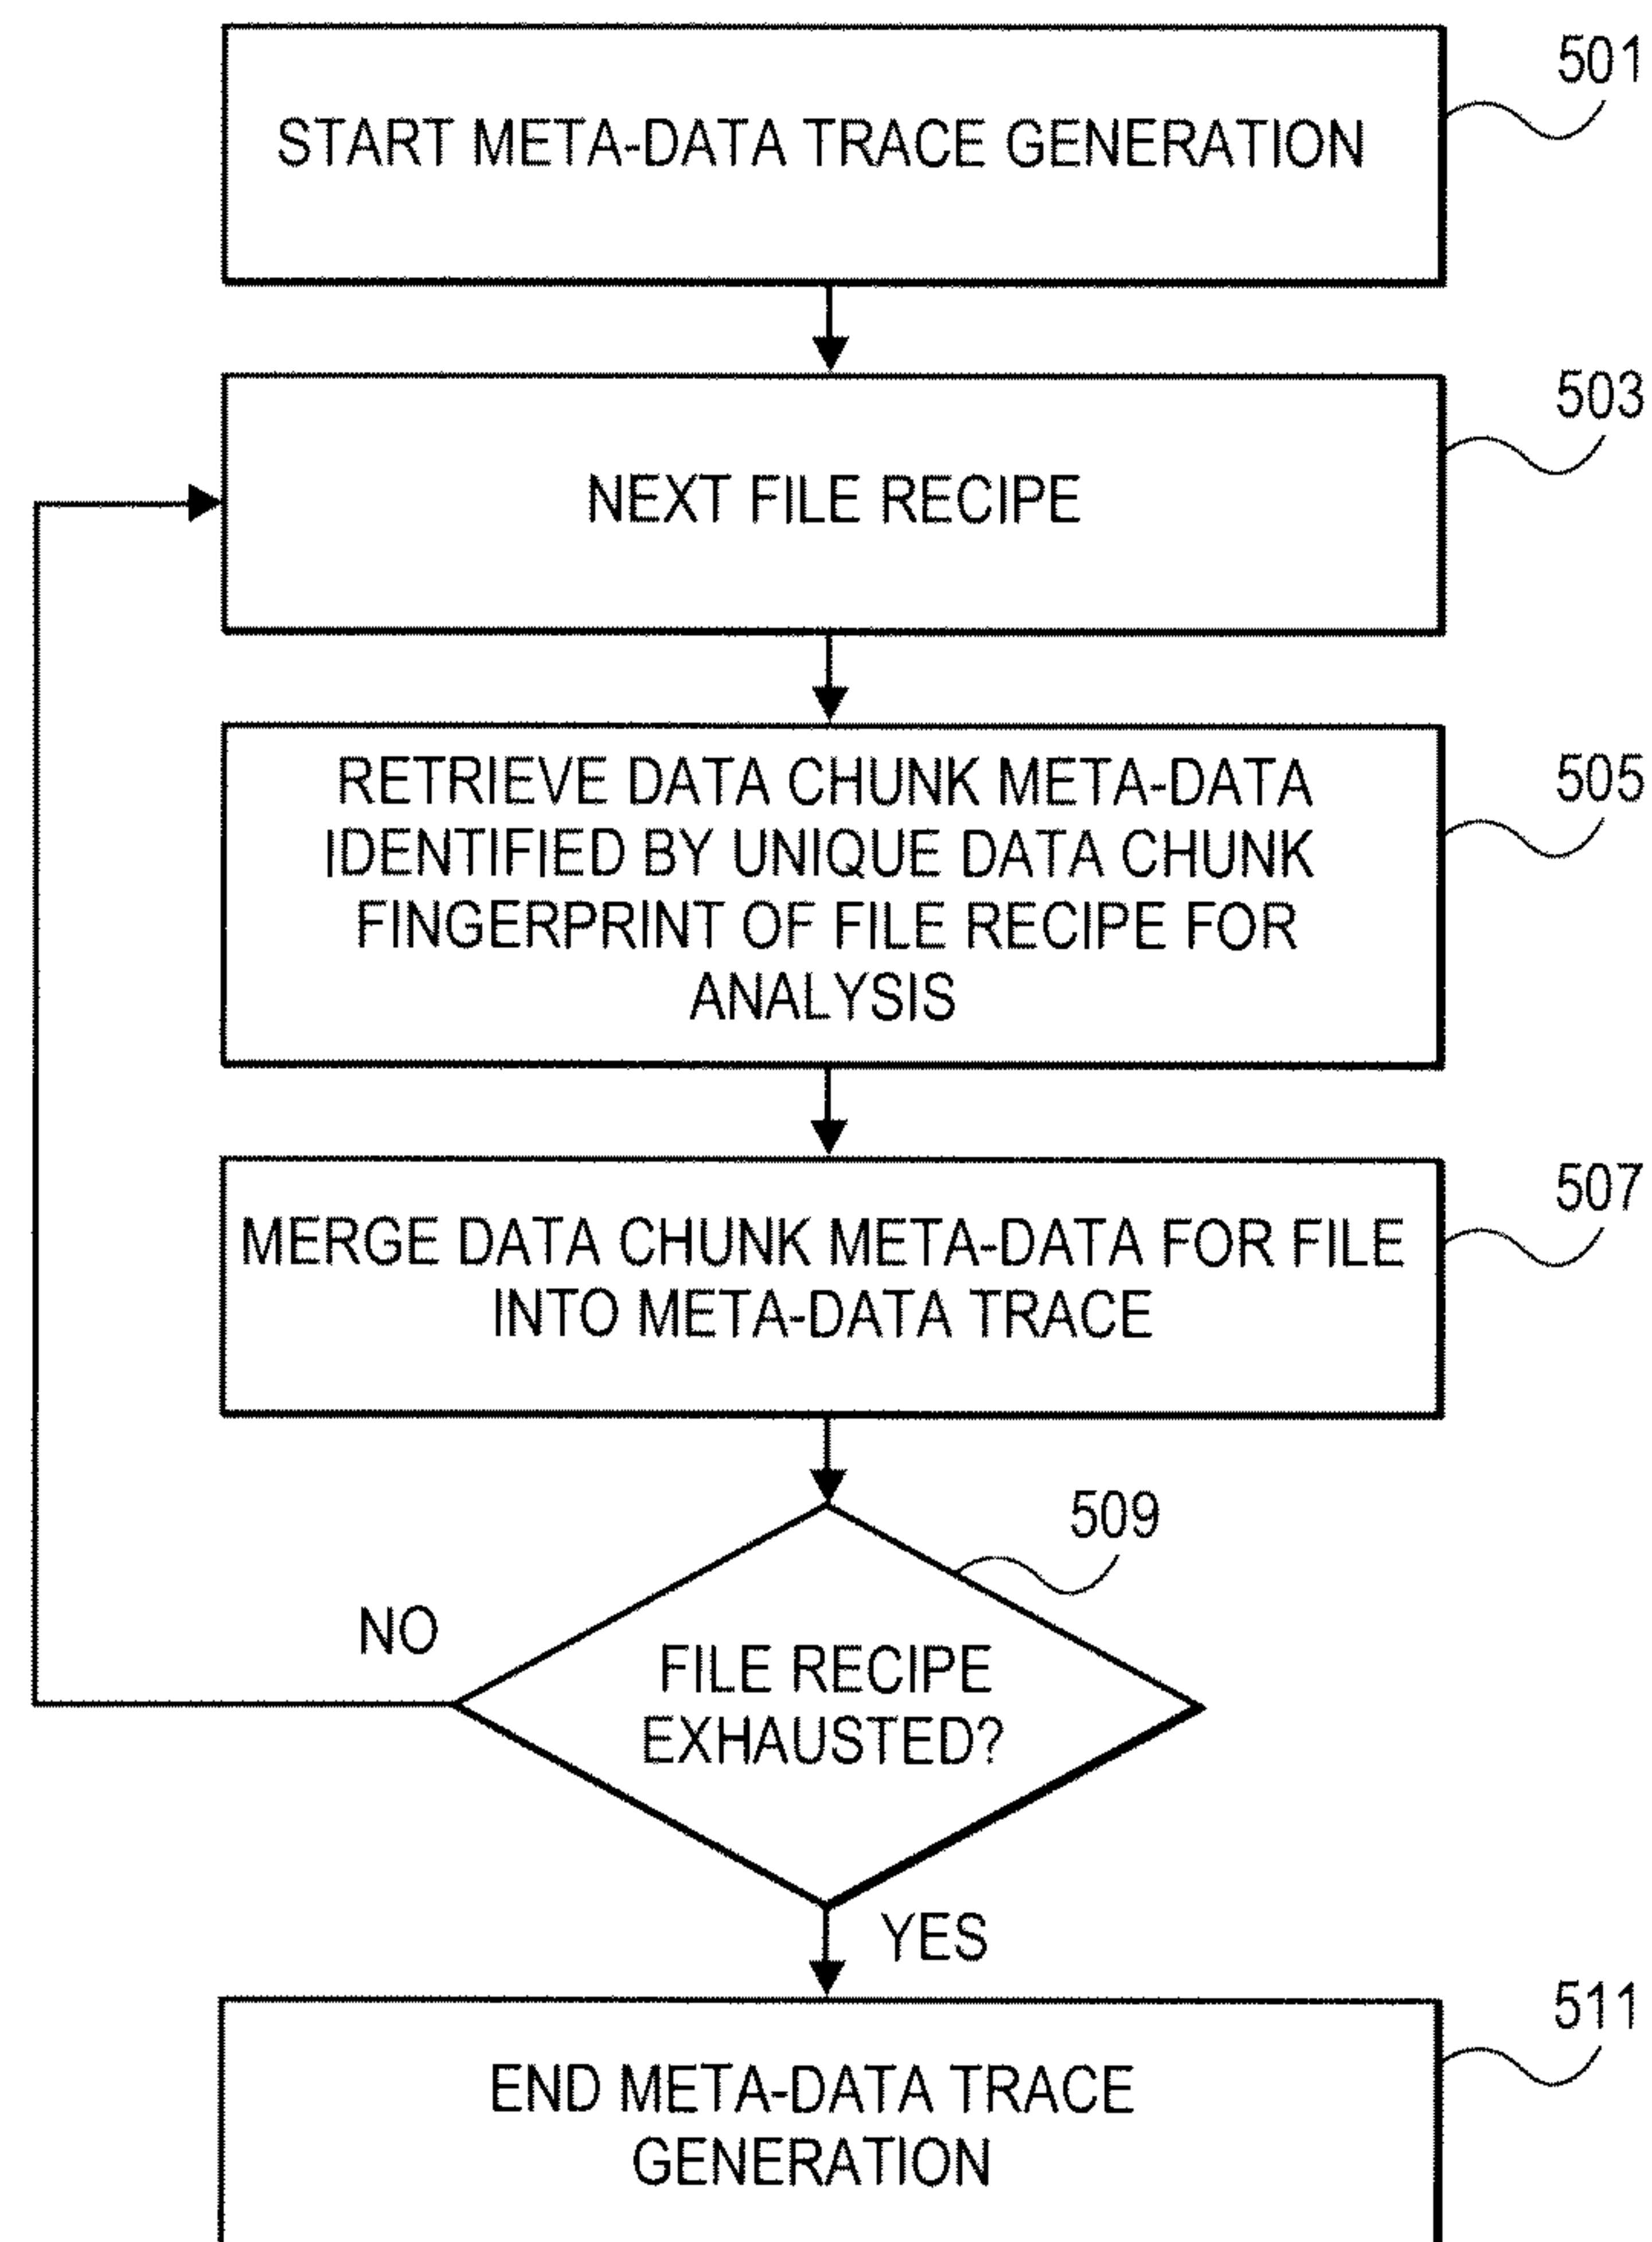 501
START META-DATA TRACE GENERATION
503
NEXT FILE RECIPE
505
RETRIEVE DATA CHUNK META-DATA
IDENTIFIED BY UNIQUE DATA CHUNK
FINGERPRINT OF FILE RECIPE FOR
ANALYSIS
507
MERGE DATA CHUNK META-DATA FOR FILE
INTO META-DATA TRACE
509
NO
FILE RECIPE
EXHAUSTED?
YES
511
END META-DATA TRACE
GENERATION